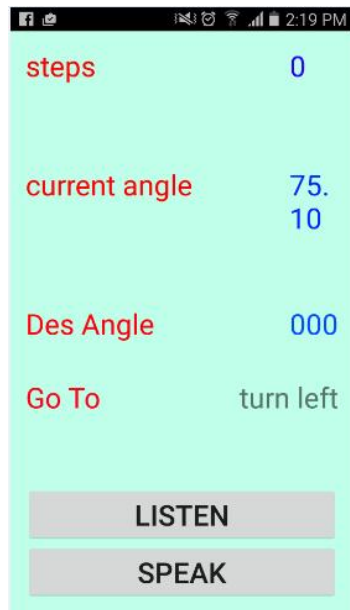 2:19 PM
steps 0
current angle 75.
10
Des Angle 000
Go To turn left
LISTEN
SPEAK